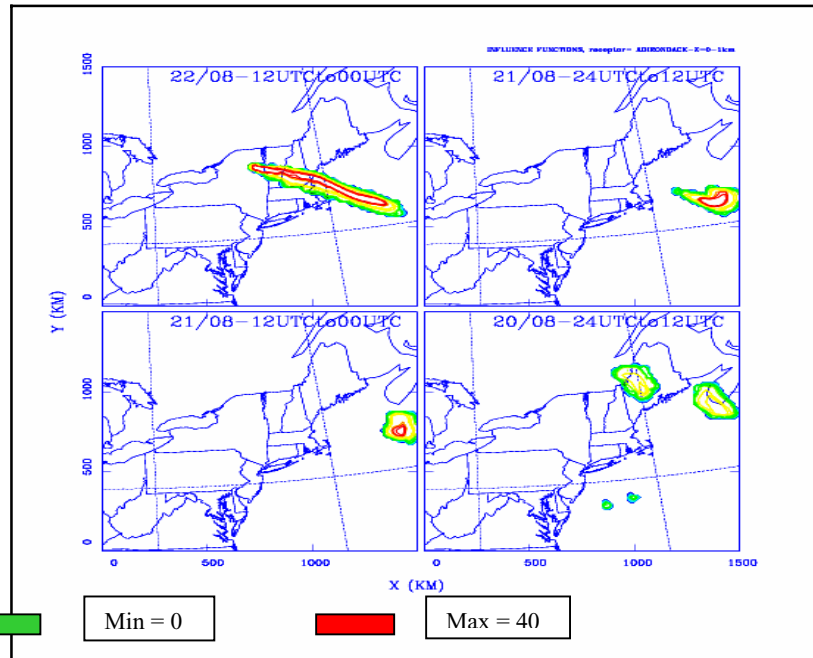 INFLUENCE FUNCTIONS, receptor= ADIRONDACK-Z=0-1km
22/08-12UTCto00UTC
21/08-24UTCto12UTC
21/08-12UTCto00UTC
20/08-24UTCto12UTC
1500
1000
500
0
1000
500
0
Y (KM)
0 500 1000 0 500 1000 1500
X (KM)
Min = 0
Max = 40